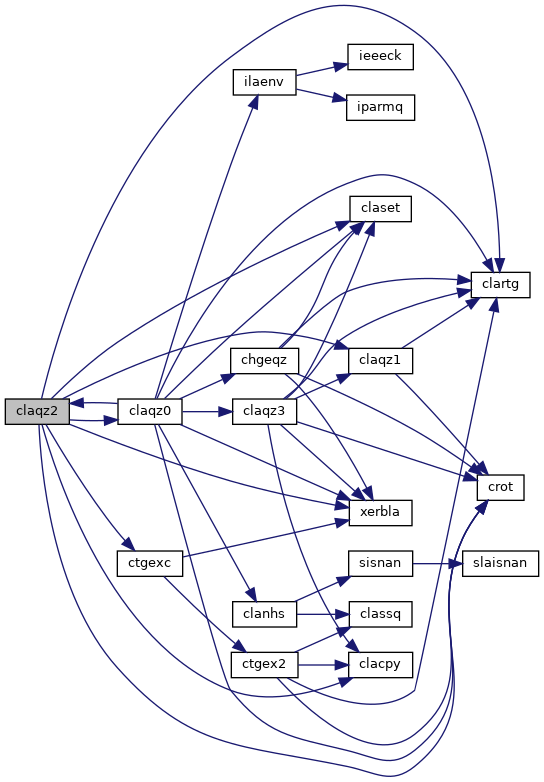 ieeeck
ilaenv
iparmq
claset
clartg
chgeqz
claqz1
claqz2
claqz0
claqz3
crot
xerbla
ctgexc
sisnan
slaisnan
clanhs
classq
ctgex2
clacpy